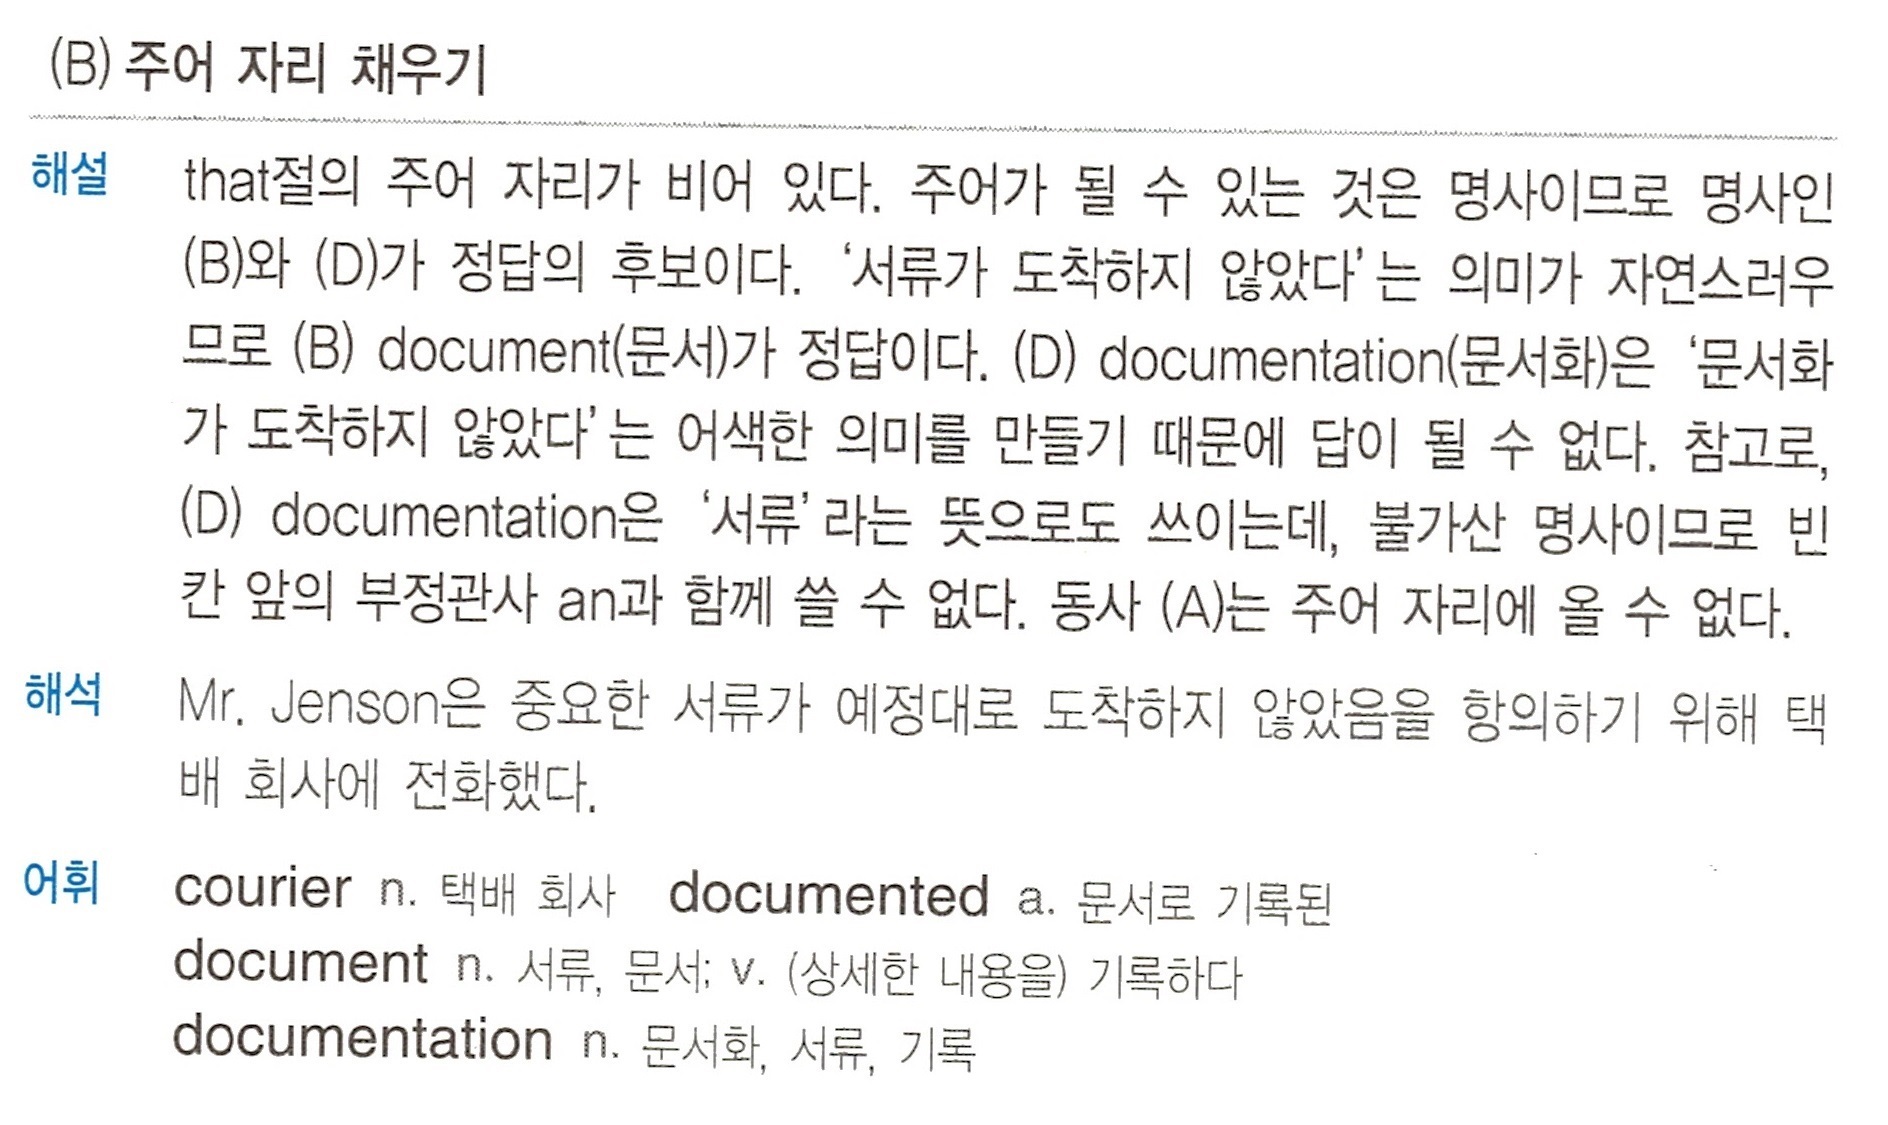 (B) 주어 자리 채우기
해설 that절의 주어 자리가 비어 있다. 주어가 될 수 있는 것은 명사이므로 명사인
(B)와 (D)가 정답의 후보이다. ‘서류가 도착하지 않았다’는 의미가 자연스러우
므로 (B) document(문서)가 정답이다. (D) documentation(문서화)은 ‘문서화
가 도착하지 않았다’는 어색한 의미를 만들기 때문에 답이 될 수 없다. 참고로,
(D) documentation은 ‘서류’라는 뜻으로도 쓰이는데, 불가산 명사이므로 빈
칸 앞의 부정관사 an과 함께 쓸 수 없다. 동사 (A)는 주어 자리에 올 수 없다.
해석 Mr. Jenson은 중요한 서류가 예정대로 도착하지 않았음을 항의하기 위해 택
배 회사에 전화했다.
어휘 courier n. 택배 회사 documented a. 문서로 기록된
document n. 서류, 문서; v. (상세한 내용을) 기록하다
documentation n. 문서화, 서류, 기록